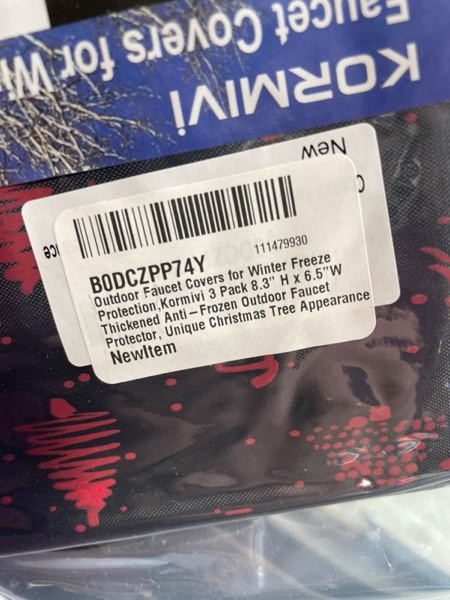 Faucet Covers for Wi
KORMIVI
New
111479930
B0DCZPP74Y
Outdoor Faucet Covers for Winter Freeze
Protection,Kormivi 3 Pack 8.3" H x 6.5"W
Thickened Anti-Frozen Outdoor Faucet
Protector, Unique Christmas Tree Appearance
NewItem